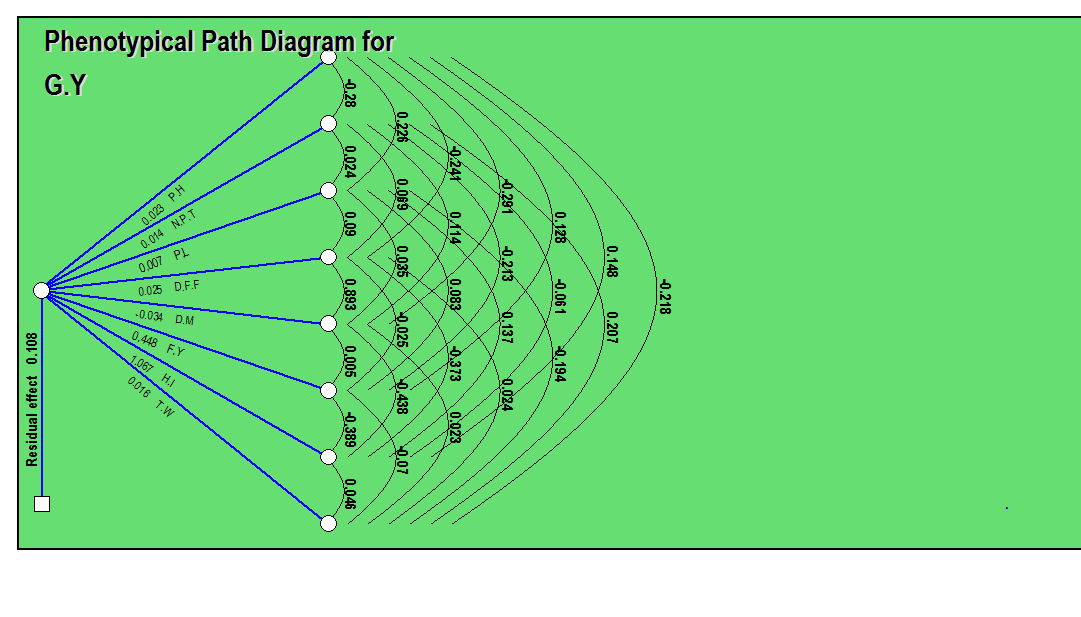 Phenotypical Path Diagram for
G.Y
0.023 P.H
0.014 N.P.T
0.007 P.L
0.025 D.F.F
-0.034 D.M
0.448 F.Y
1.067 H.I
0.016 T.W
Residual effect 0.108
-0.28
0.024
0.09
0.893
0.005
-0.389
0.046
0.226
0.069
0.035
-0.025
-0.438
-0.07
-0.241
0.114
0.083
-0.373
0.023
-0.291
-0.213
0.137
0.024
0.128
-0.061
-0.194
0.148
0.207
-0.218